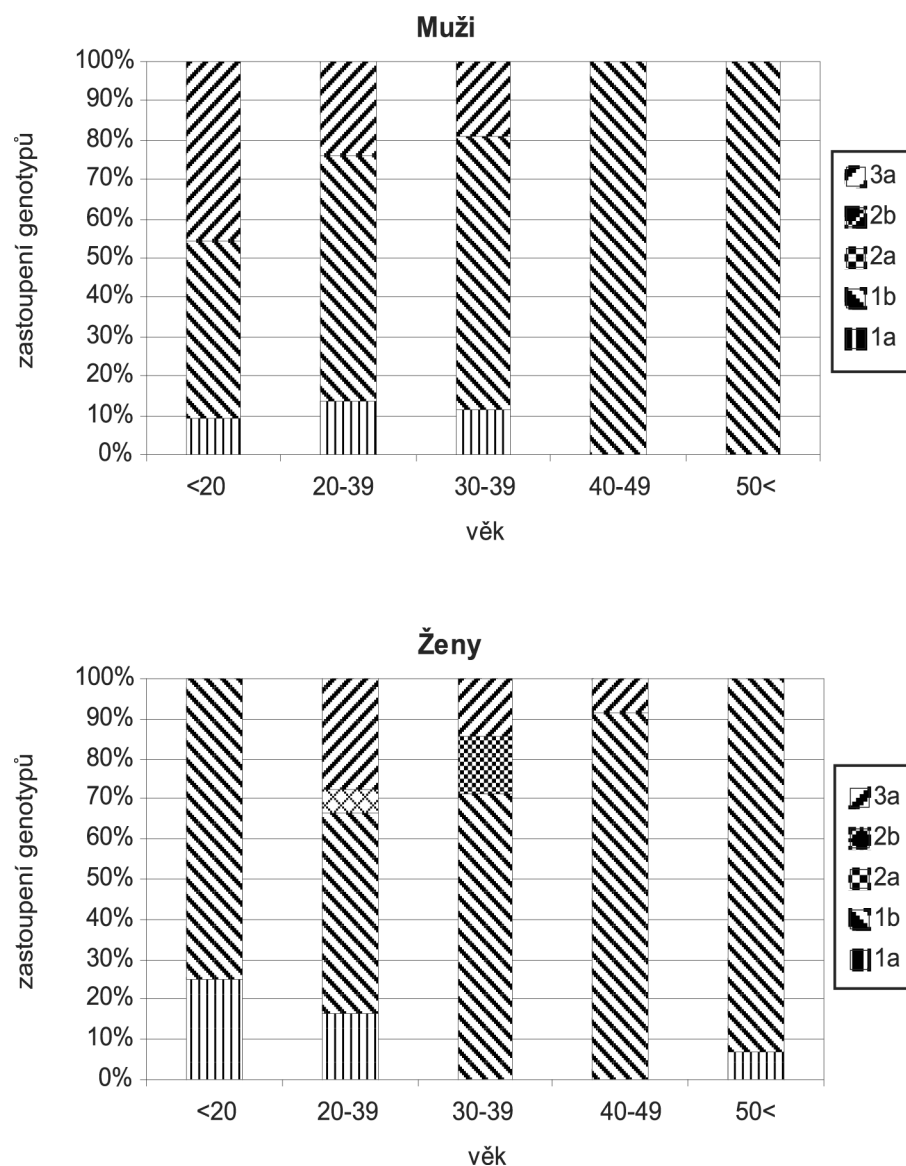 Muži
100%
90%
80%
70%
60%
50%
40%
30%
20%
10%
0%
zastoupení genotypů
<20 20-39 30-39 40-49 50<
věk
3a
2b
2a
1b
1a
Ženy
100%
90%
80%
70%
60%
50%
40%
30%
20%
10%
0%
zastoupení genotypů
<20 20-39 30-39 40-49 50<
věk
3a
2b
2a
1b
1a